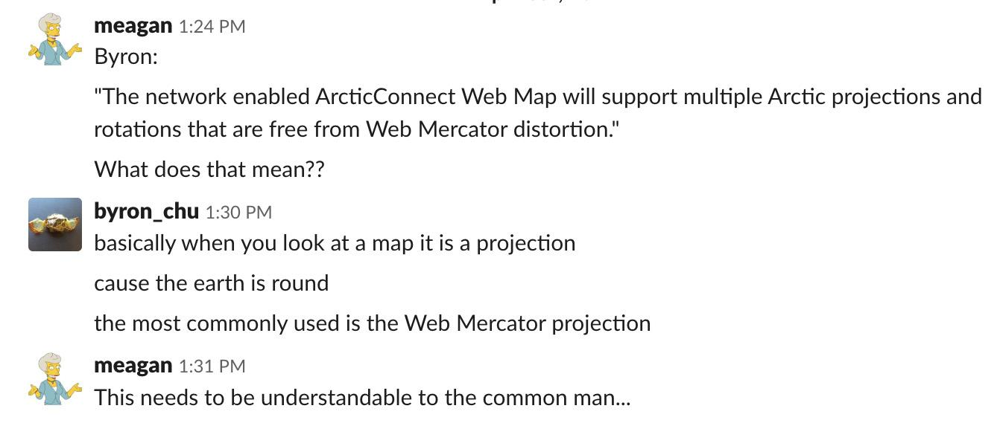 meagan 1:24 PM
Byron:
"The network enabled ArcticConnect Web Map will support multiple Arctic projections and
rotations that are free from Web Mercator distortion."
What does that mean??
byron_chu 1:30 PM
basically when you look at a map it is a projection
cause the earth is round
the most commonly used is the Web Mercator projection
meagan 1:31 PM
This needs to be understandable to the common man...